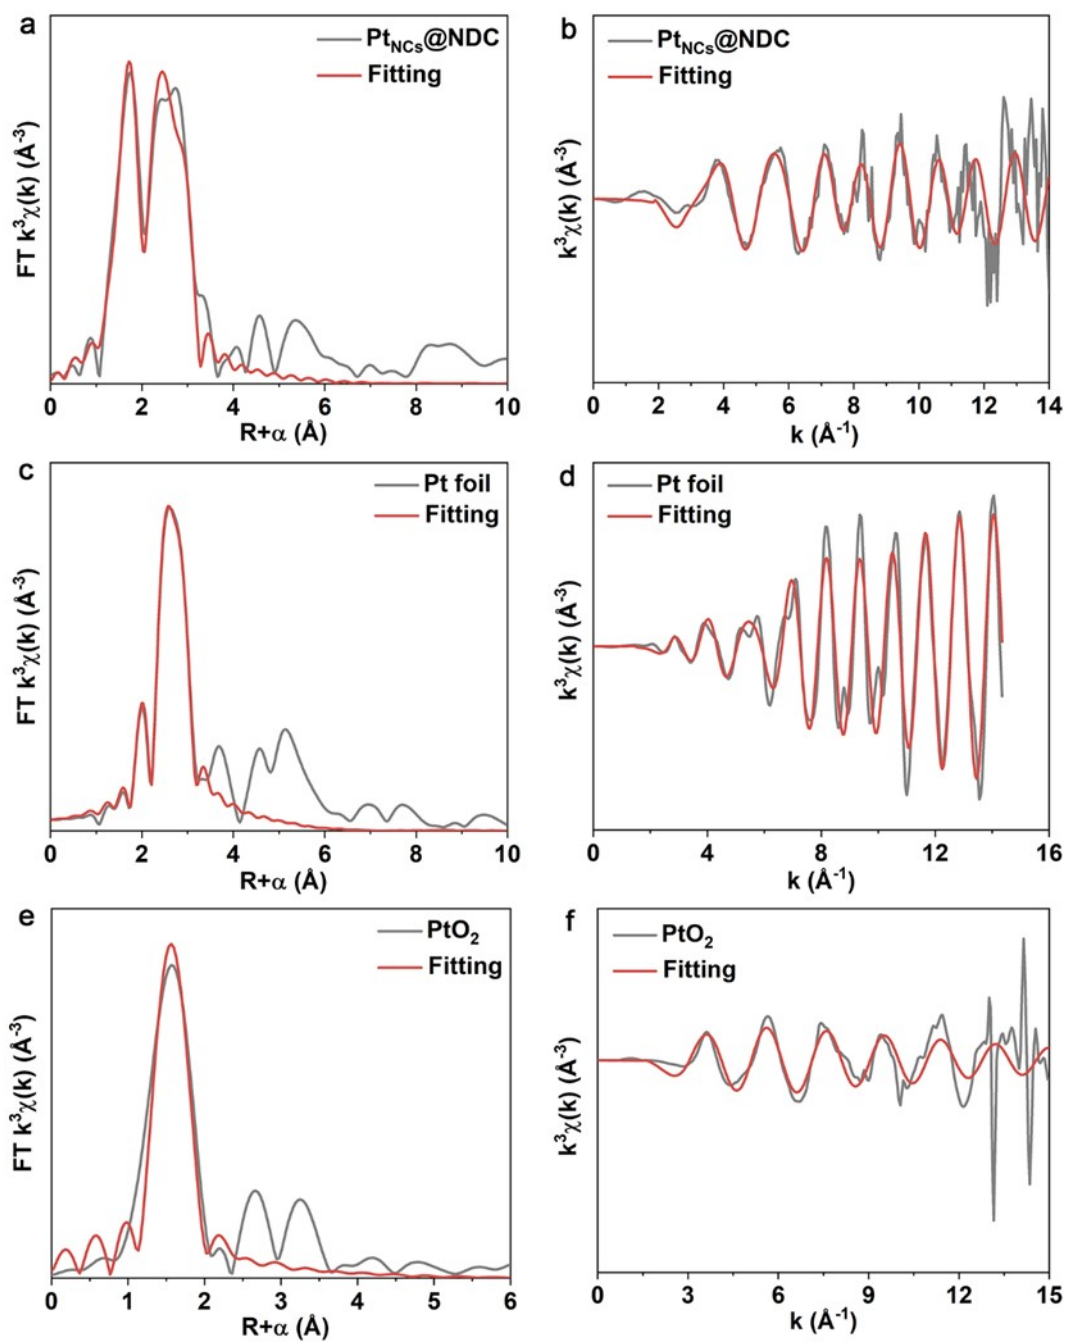 a
Pt_NCs@NDC
Fitting
FT k³χ(k) (Å⁻³)
0 2 4 6 8 10
R+α (Å)
b
Pt_NCs@NDC
Fitting
k³χ(k) (Å⁻³)
0 2 4 6 8 10 12 14
k (Å⁻¹)
c
Pt foil
Fitting
FT k³χ(k) (Å⁻³)
0 2 4 6 8 10
R+α (Å)
d
Pt foil
Fitting
k³χ(k) (Å⁻³)
0 4 8 12 16
k (Å⁻¹)
e
PtO₂
Fitting
FT k³χ(k) (Å⁻³)
0 1 2 3 4 5 6
R+α (Å)
f
PtO₂
Fitting
k³χ(k) (Å⁻³)
0 3 6 9 12 15
k (Å⁻¹)